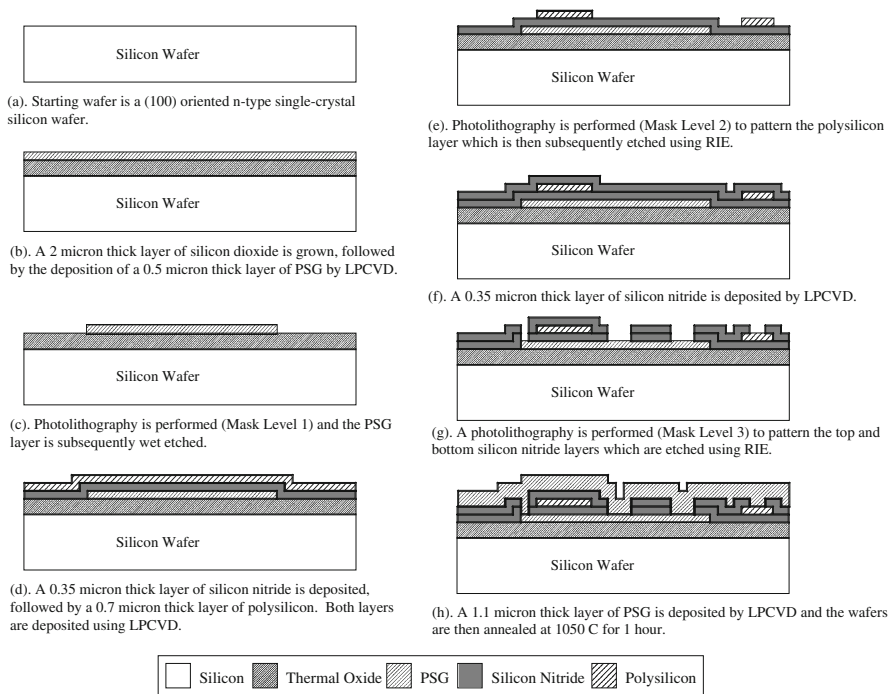 Silicon Wafer
(a). Starting wafer is a (100) oriented n-type single-crystal
silicon wafer.
Silicon Wafer
(b). A 2 micron thick layer of silicon dioxide is grown, followed
by the deposition of a 0.5 micron thick layer of PSG by LPCVD.
Silicon Wafer
(c). Photolithography is performed (Mask Level 1) and the PSG
layer is subsequently wet etched.
Silicon Wafer
(d). A 0.35 micron thick layer of silicon nitride is deposited,
followed by a 0.7 micron thick layer of polysilicon. Both layers
are deposited using LPCVD.
Silicon Wafer
(e). Photolithography is performed (Mask Level 2) to pattern the polysilicon
layer which is then subsequently etched using RIE.
Silicon Wafer
(f). A 0.35 micron thick layer of silicon nitride is deposited by LPCVD.
Silicon Wafer
(g). A photolithography is performed (Mask Level 3) to pattern the top and
bottom silicon nitride layers which are etched using RIE.
Silicon Wafer
(h). A 1.1 micron thick layer of PSG is deposited by LPCVD and the wafers
are then annealed at 1050 C for 1 hour.
Silicon Thermal Oxide PSG Silicon Nitride Polysilicon